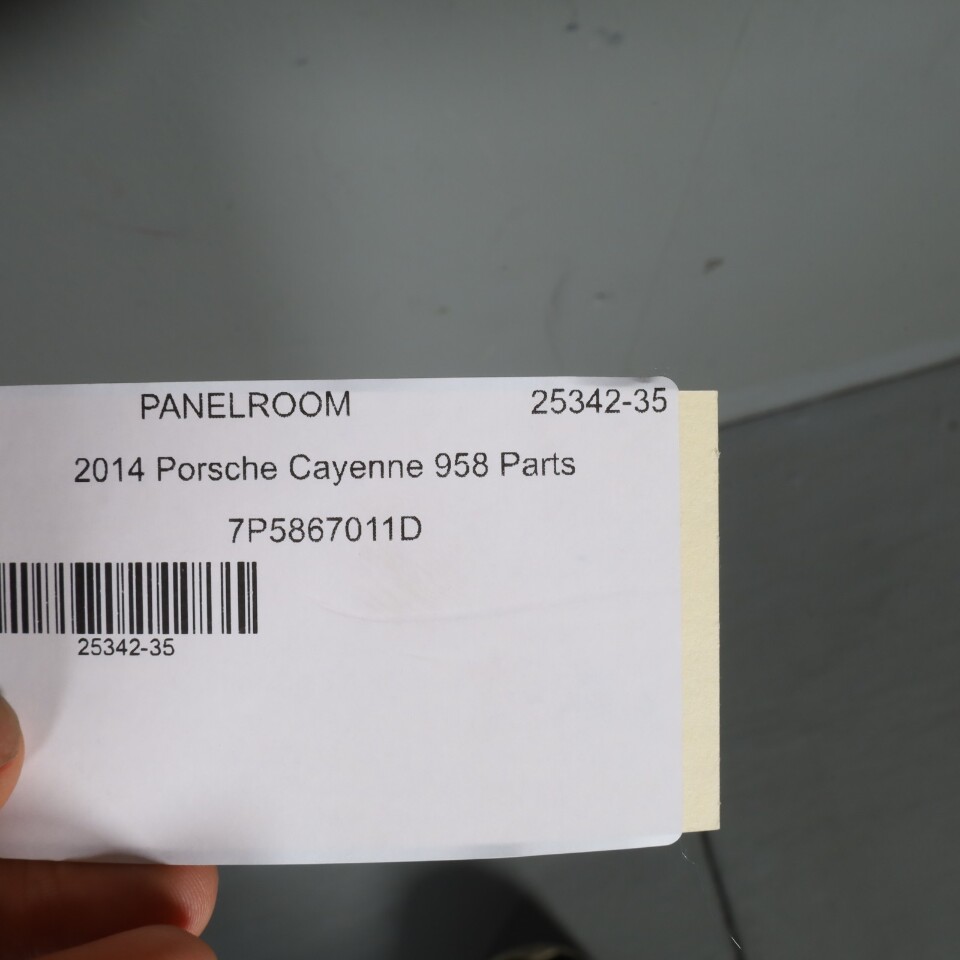 PANELROOM 25342-35
2014 Porsche Cayenne 958 Parts
7P5867011D
25342-35